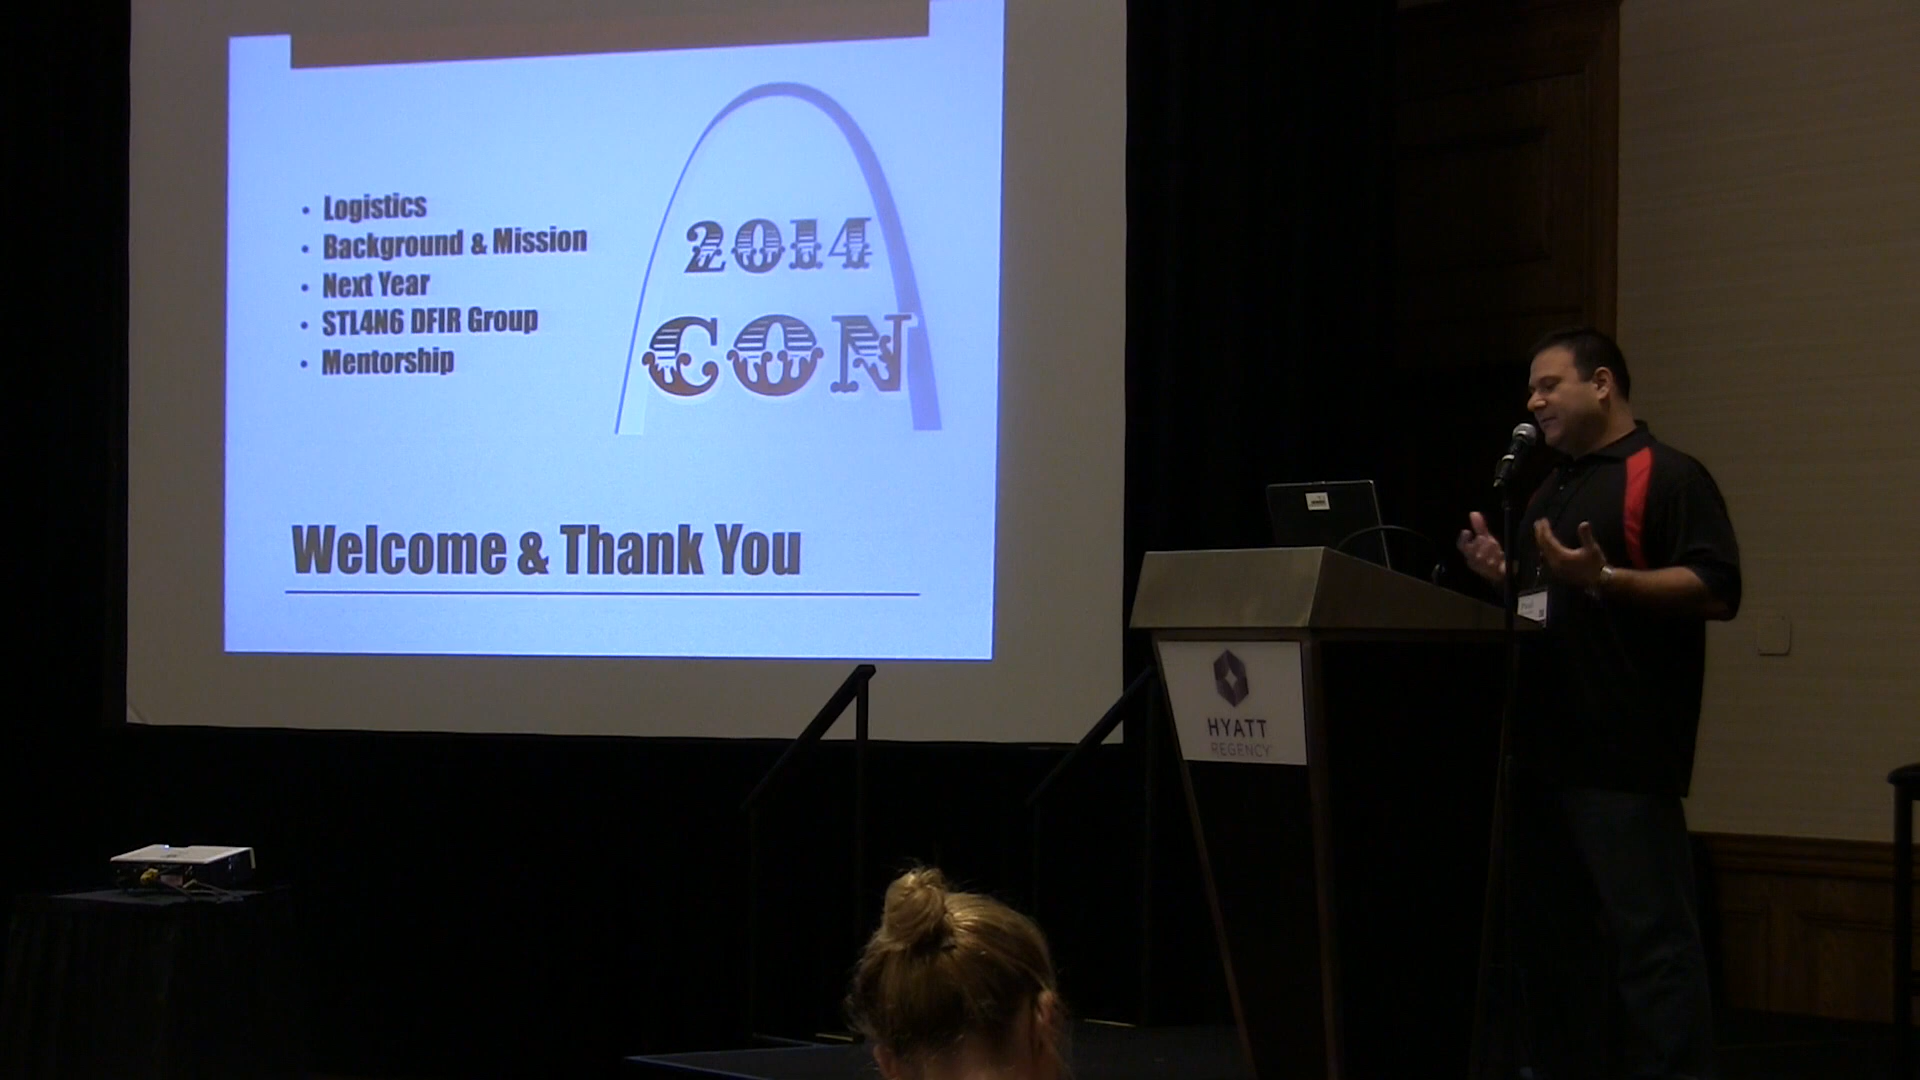 • Logistics
• Background & Mission
• Next Year
• STL4N6 DFIR Group
• Mentorship
2014
CON
Welcome & Thank You
HYATT
REGENCY